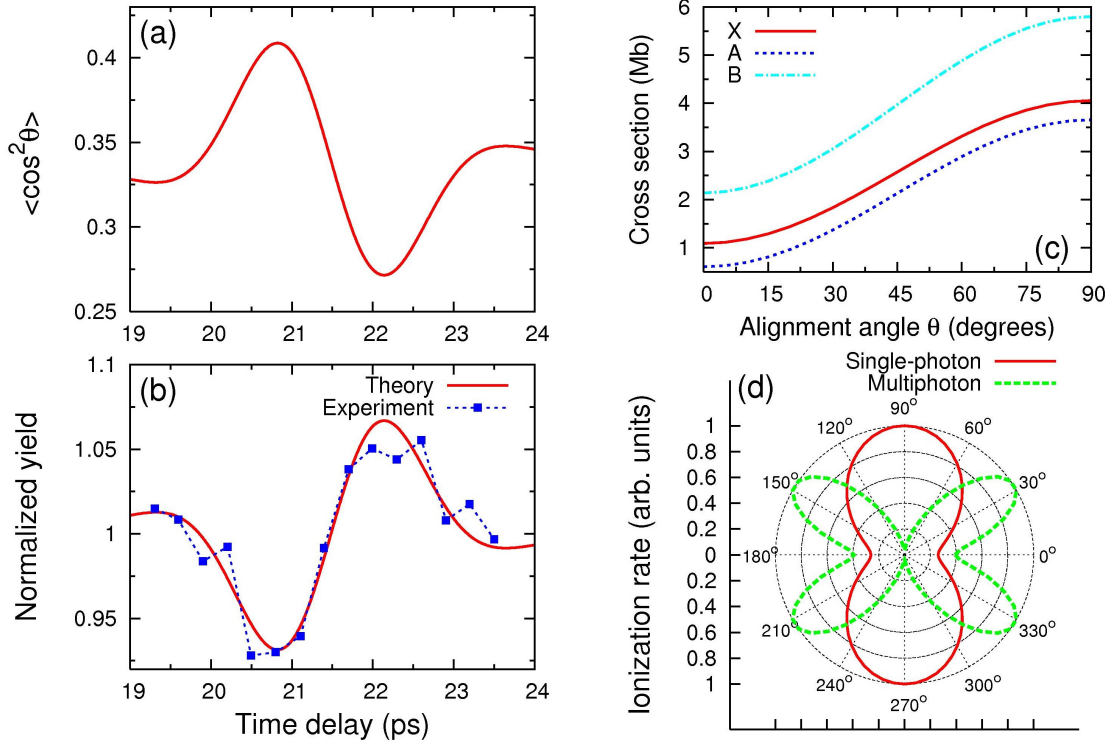 (a)
<cos²θ>
0.4
0.35
0.3
0.25
19 20 21 22 23 24
(b)
Theory
Experiment
Normalized yield
1.1
1.05
1
0.95
19 20 21 22 23 24
Time delay (ps)
X
A
B
Cross section (Mb)
6
5
4
3
2
1
(c)
0 15 30 45 60 75 90
Alignment angle θ (degrees)
(d)
Single-photon
Multiphoton
Ionization rate (arb. units)
1
0.8
0.6
0.4
0.2
0
0.2
0.4
0.6
0.8
1
90°
120° 60°
150° 30°
180° 0°
210° 330°
240° 300°
270°